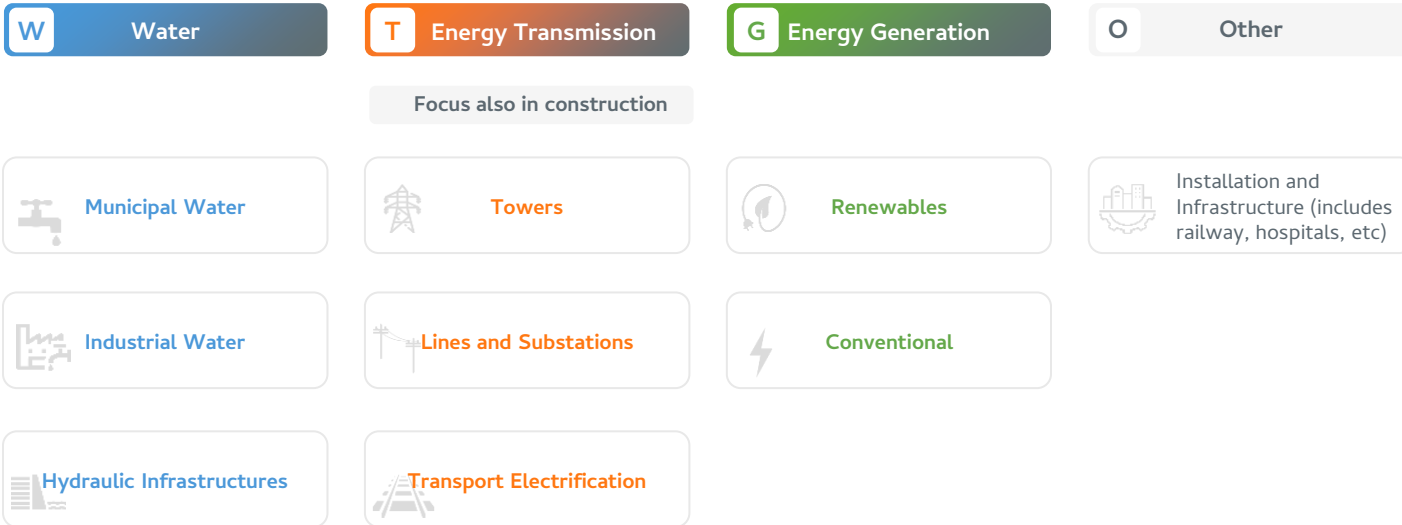 W Water
T Energy Transmission
G Energy Generation
O Other
Focus also in construction
Municipal Water
Towers
Renewables
Installation and
Infrastructure (includes
railway, hospitals, etc)
Industrial Water
Lines and Substations
Conventional
Hydraulic Infrastructures
Transport Electrification